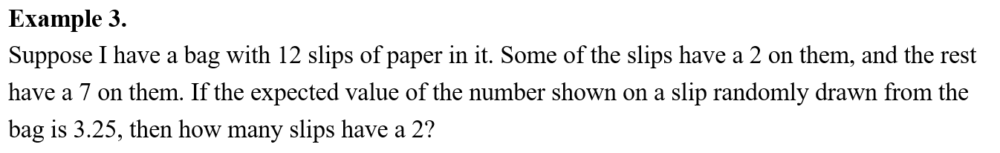 Example 3.
Suppose I have a bag with 12 slips of paper in it. Some of the slips have a 2 on them, and the rest
have a 7 on them. If the expected value of the number shown on a slip randomly drawn from the
bag is 3.25, then how many slips have a 2?